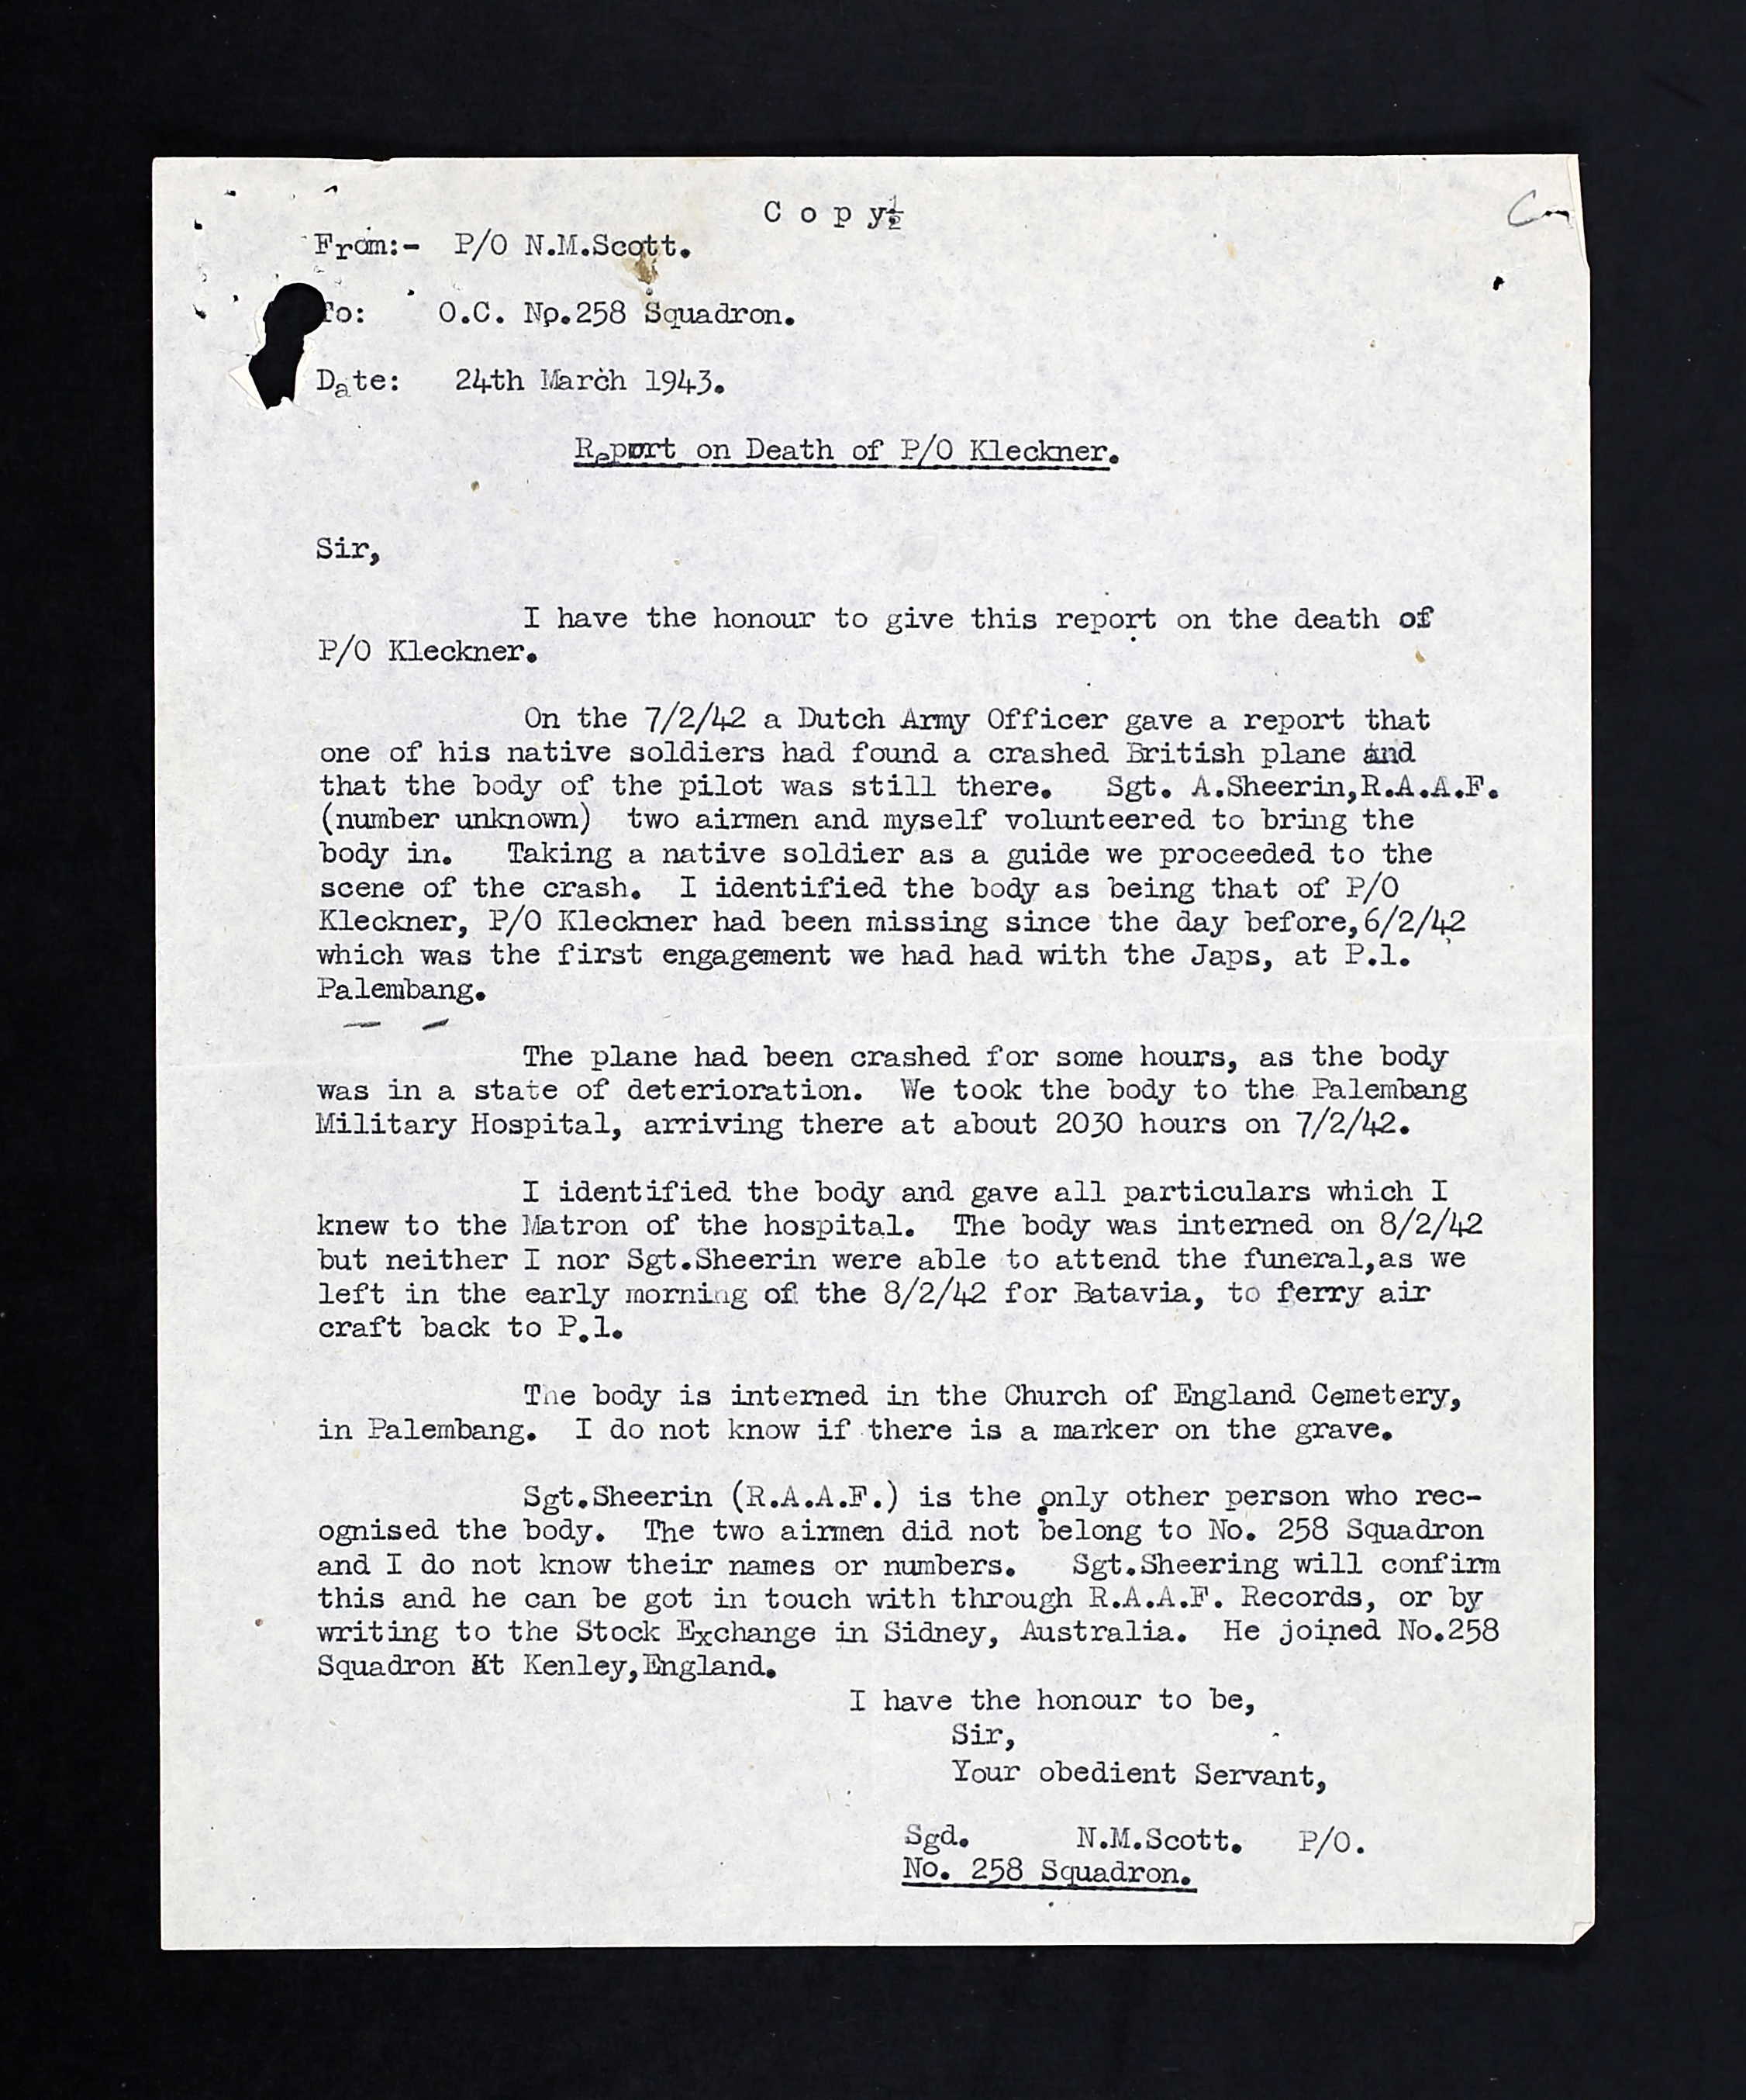 C o p y½
From:- P/O N.M.Scott.
To: O.C. No.258 Squadron.
Date: 24th March 1943.
Report on Death of P/O Kleckner.
Sir,
I have the honour to give this report on the death of
P/O Kleckner.
On the 7/2/42 a Dutch Army Officer gave a report that
one of his native soldiers had found a crashed British plane and
that the body of the pilot was still there. Sgt. A.Sheerin,R.A.A.F.
(number unknown) two airmen and myself volunteered to bring the
body in. Taking a native soldier as a guide we proceeded to the
scene of the crash. I identified the body as being that of P/O
Kleckner, P/O Kleckner had been missing since the day before,6/2/42
which was the first engagement we had had with the Japs, at P.1.
Palembang.
The plane had been crashed for some hours, as the body
was in a state of deterioration. We took the body to the Palembang
Military Hospital, arriving there at about 2030 hours on 7/2/42.
I identified the body and gave all particulars which I
knew to the Matron of the hospital. The body was interned on 8/2/42
but neither I nor Sgt.Sheerin were able to attend the funeral,as we
left in the early morning of the 8/2/42 for Batavia, to ferry air
craft back to P.1.
The body is interned in the Church of England Cemetery,
in Palembang. I do not know if there is a marker on the grave.
Sgt.Sheerin (R.A.A.F.) is the only other person who rec-
ognised the body. The two airmen did not belong to No. 258 Squadron
and I do not know their names or numbers. Sgt.Sheering will confirm
this and he can be got in touch with through R.A.A.F. Records, or by
writing to the Stock Exchange in Sidney, Australia. He joined No.258
Squadron at Kenley,England.
I have the honour to be,
Sir,
Your obedient Servant,
Sgd. N.M.Scott. P/O.
No. 258 Squadron.